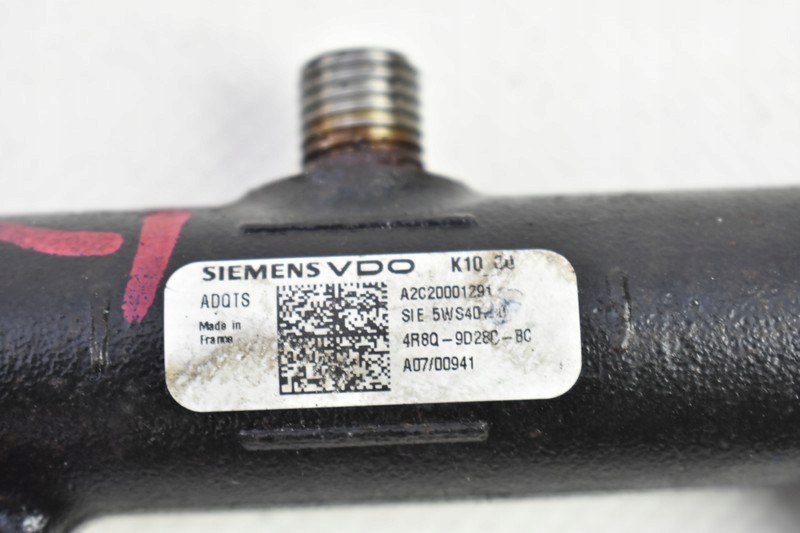 SIEMENS VDO K10
ADQTS
Made in
France
A2C20001291
SIE 5WS40
4R8Q-9D280-BC
A07/00941